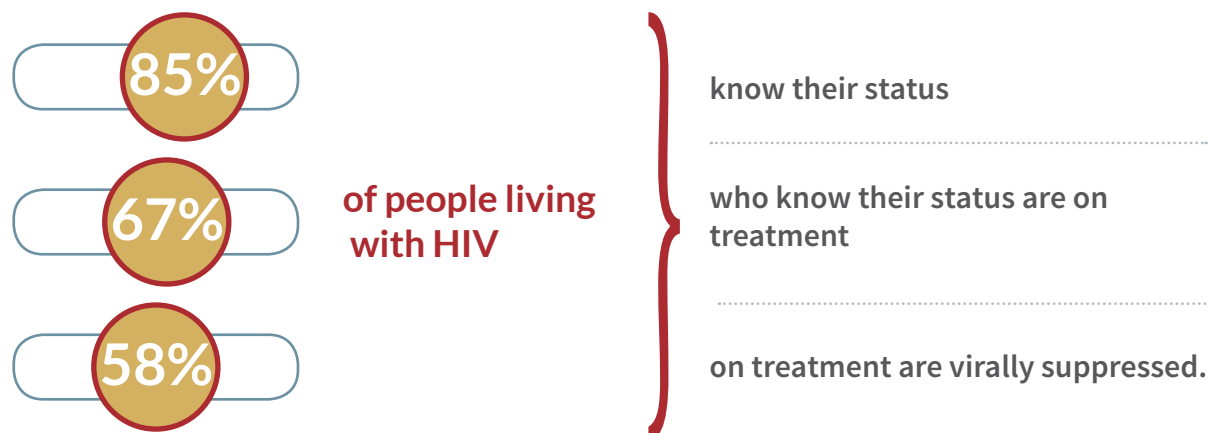 85%
know their status
67%
of people living
with HIV
who know their status are on
treatment
58%
on treatment are virally suppressed.